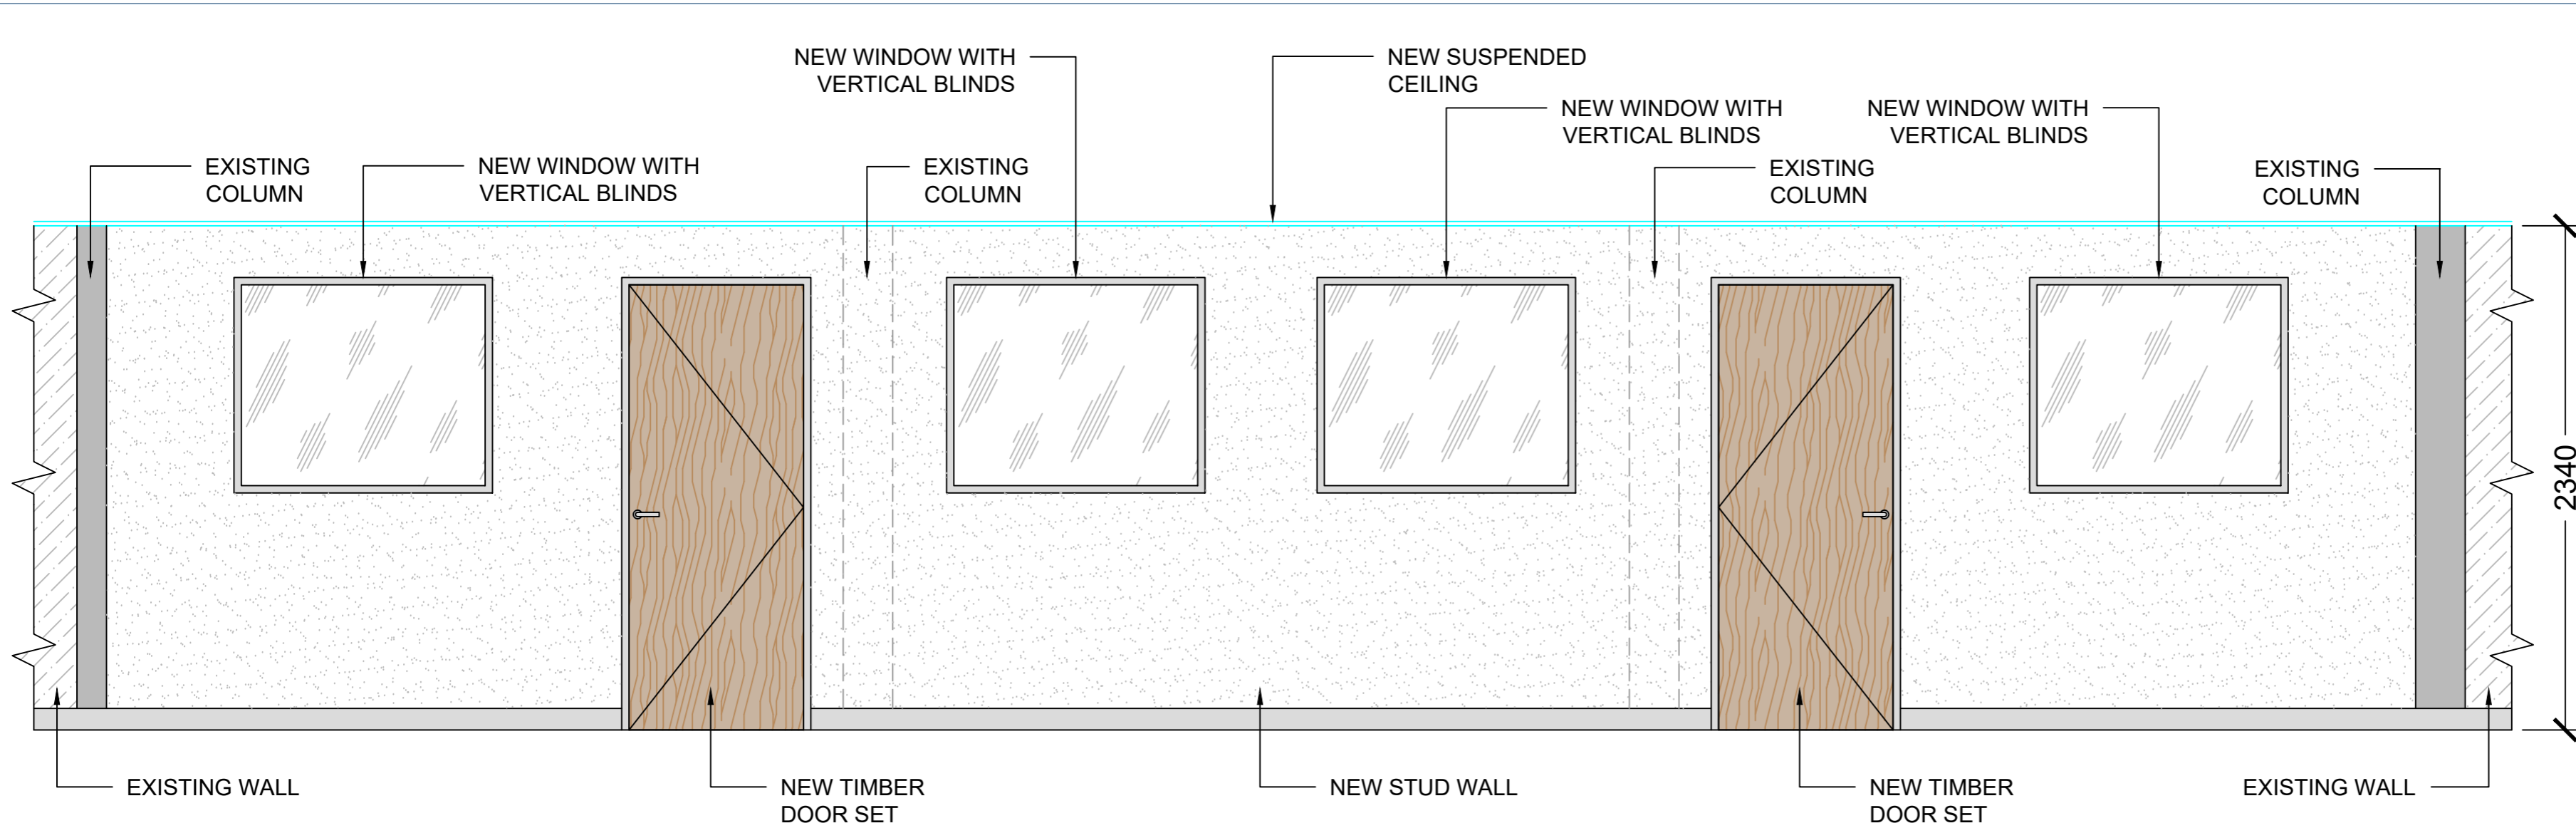 NEW WINDOW WITH
VERTICAL BLINDS
NEW SUSPENDED
CEILING
NEW WINDOW WITH
VERTICAL BLINDS
NEW WINDOW WITH
VERTICAL BLINDS
EXISTING
COLUMN
NEW WINDOW WITH
VERTICAL BLINDS
EXISTING
COLUMN
EXISTING
COLUMN
EXISTING
COLUMN
2340
EXISTING WALL
NEW TIMBER
DOOR SET
NEW STUD WALL
NEW TIMBER
DOOR SET
EXISTING WALL